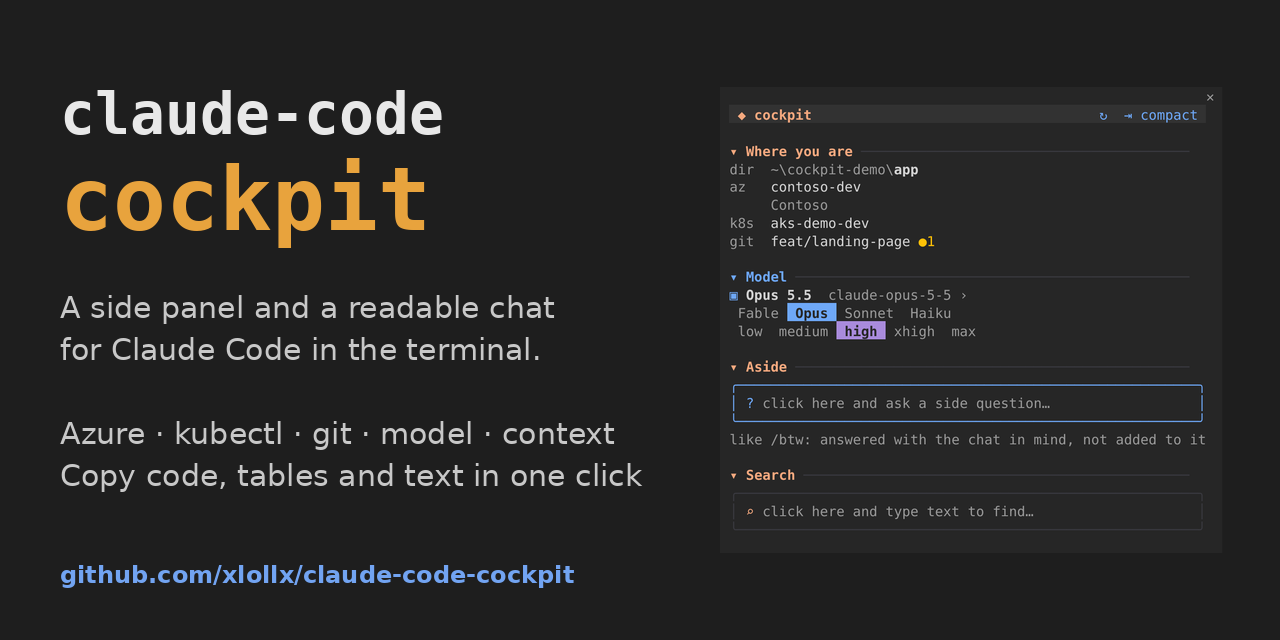 claude-code
cockpit
A side panel and a readable chat
for Claude Code in the terminal.
Azure · kubectl · git · model · context
Copy code, tables and text in one click
github.com/xlollx/claude-code-cockpit
×
◆ cockpit ↻ ⇥ compact
▾ Where you are
dir ~\cockpit-demo\app
az contoso-dev
Contoso
k8s aks-demo-dev
git feat/landing-page ●1
▾ Model
▣ Opus 5.5 claude-opus-5-5 ›
Fable Opus Sonnet Haiku
low medium high xhigh max
▾ Aside
? click here and ask a side question…
like /btw: answered with the chat in mind, not added to it
▾ Search
⌕ click here and type text to find…